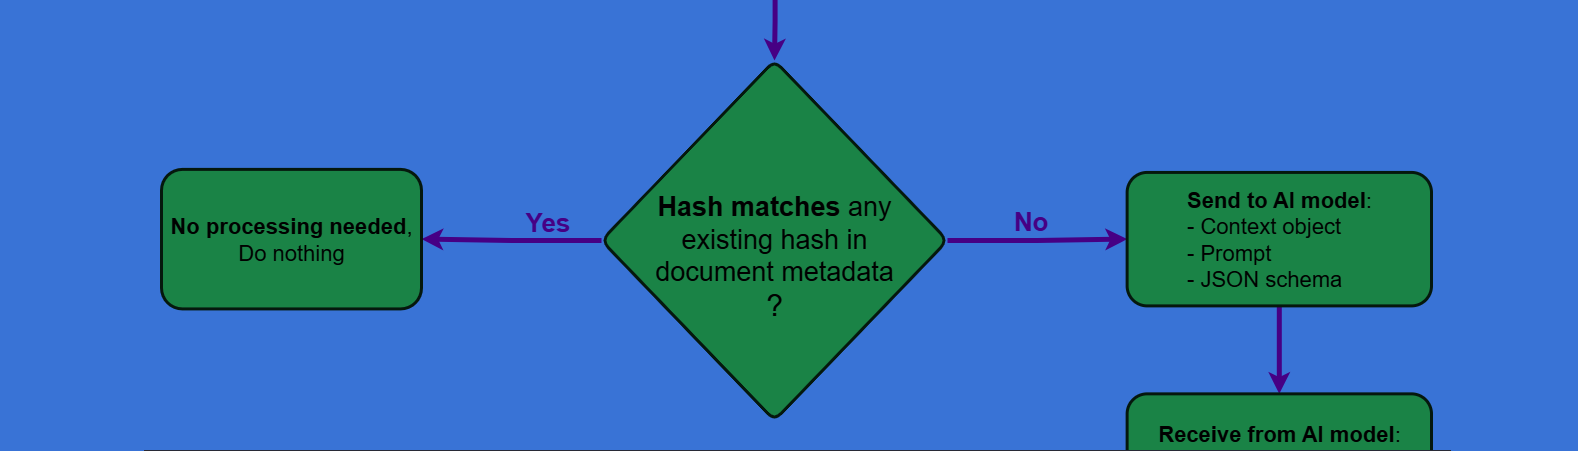 No processing needed,
Do nothing
Yes
Hash matches any
existing hash in
document metadata
?
No
Send to AI model:
- Context object
- Prompt
- JSON schema
Receive from AI model: